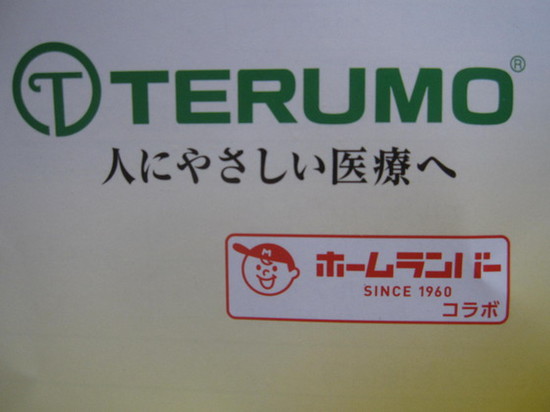 TERUMO®
人にやさしい医療へ
M
ホームランバー
SINCE 1960
コラボ